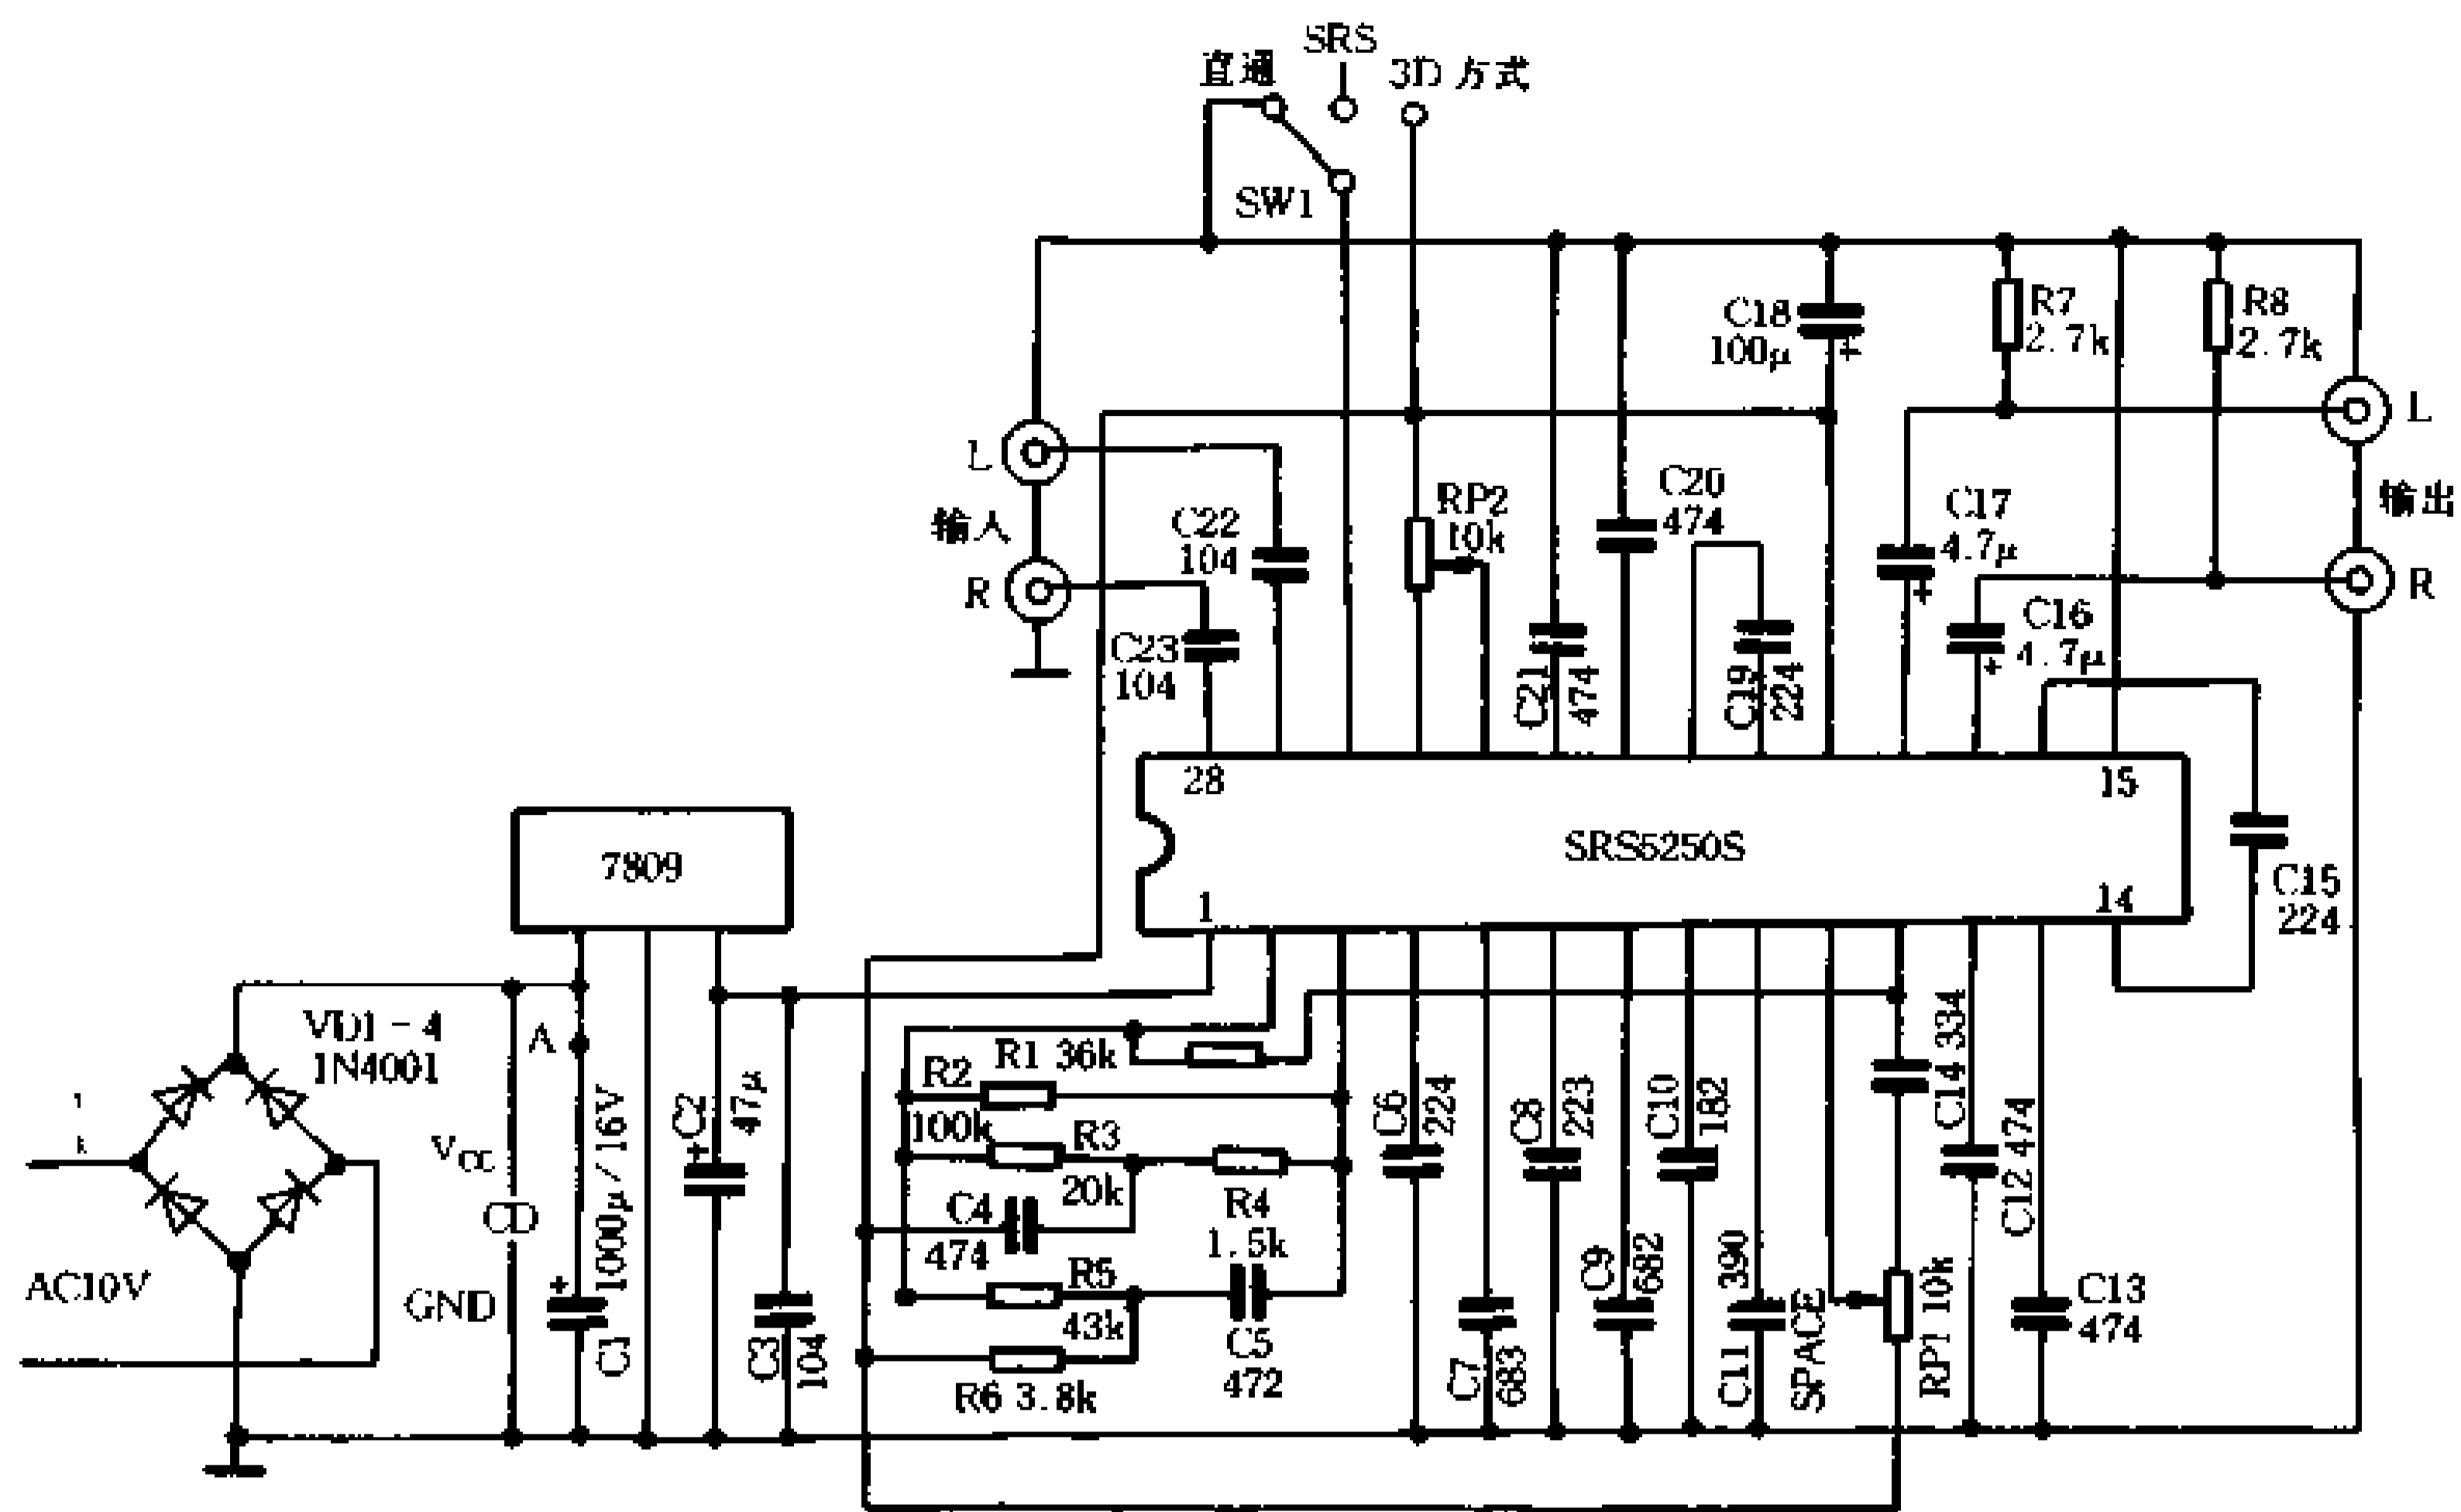 SRS
直通
3D 方式
SW1
C18
100μ
R7
2.7k
R8
2.7k
L
L
输入
R
C22
104
C23
104
RP2
10k
C20
474
C17
4.7μ
输出
R
C16
4.7μ
C21
474
C19
224
28
15
SRS5250S
1
14
C15
224
7809
VD1-4
1N4001
A
VCC
CD
GND
AC10V
C1
1000μ/16V
C2
47μ
C3
104
R1 36k
R2
100k
R3
20k
C4
474
R4
1.5k
R5
43k
C5
472
R6 3.8k
C6
224
C7
683
C8
223
C9
682
C10
182
C11
390
SPACE
RP1 10k
C14 334
C12 474
C13
474